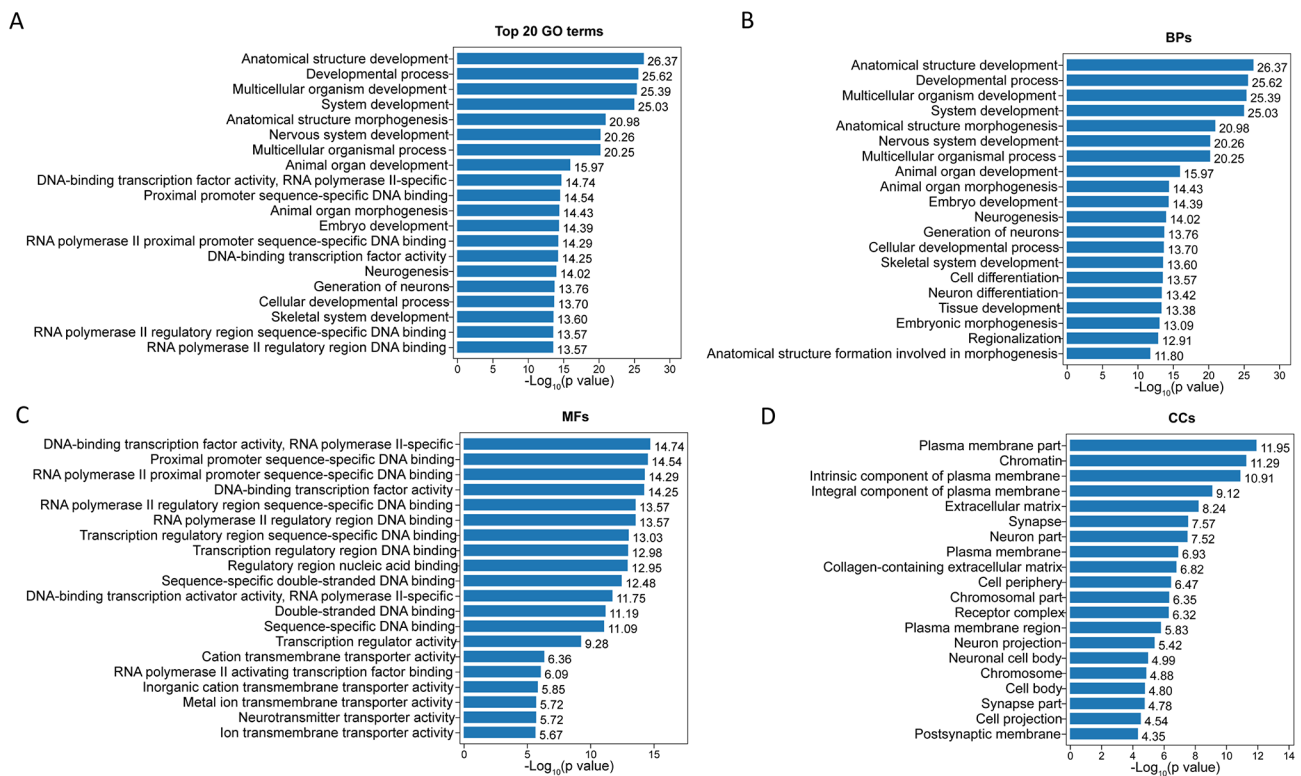 A
Top 20 GO terms
Anatomical structure development 26.37
Developmental process 25.62
Multicellular organism development 25.39
System development 25.03
Anatomical structure morphogenesis 20.98
Nervous system development 20.26
Multicellular organismal process 20.25
Animal organ development 15.97
DNA-binding transcription factor activity, RNA polymerase II-specific 14.74
Proximal promoter sequence-specific DNA binding 14.54
Animal organ morphogenesis 14.43
Embryo development 14.39
RNA polymerase II proximal promoter sequence-specific DNA binding 14.29
DNA-binding transcription factor activity 14.25
Neurogenesis 14.02
Generation of neurons 13.76
Cellular developmental process 13.70
Skeletal system development 13.60
RNA polymerase II regulatory region sequence-specific DNA binding 13.57
RNA polymerase II regulatory region DNA binding 13.57
0 5 10 15 20 25 30
-Log10(p value)
B
BPs
Anatomical structure development 26.37
Developmental process 25.62
Multicellular organism development 25.39
System development 25.03
Anatomical structure morphogenesis 20.98
Nervous system development 20.26
Multicellular organismal process 20.25
Animal organ development 15.97
Animal organ morphogenesis 14.43
Embryo development 14.39
Neurogenesis 14.02
Generation of neurons 13.76
Cellular developmental process 13.70
Skeletal system development 13.60
Cell differentiation 13.57
Neuron differentiation 13.42
Tissue development 13.38
Embryonic morphogenesis 13.09
Regionalization 12.91
Anatomical structure formation involved in morphogenesis 11.80
0 5 10 15 20 25 30
-Log10(p value)
C
MFs
DNA-binding transcription factor activity, RNA polymerase II-specific 14.74
Proximal promoter sequence-specific DNA binding 14.54
RNA polymerase II proximal promoter sequence-specific DNA binding 14.29
DNA-binding transcription factor activity 14.25
RNA polymerase II regulatory region sequence-specific DNA binding 13.57
RNA polymerase II regulatory region DNA binding 13.57
Transcription regulatory region sequence-specific DNA binding 13.03
Transcription regulatory region DNA binding 12.98
Regulatory region nucleic acid binding 12.95
Sequence-specific double-stranded DNA binding 12.48
DNA-binding transcription activator activity, RNA polymerase II-specific 11.75
Double-stranded DNA binding 11.19
Sequence-specific DNA binding 11.09
Transcription regulator activity 9.28
Cation transmembrane transporter activity 6.36
RNA polymerase II activating transcription factor binding 6.09
Inorganic cation transmembrane transporter activity 5.85
Metal ion transmembrane transporter activity 5.72
Neurotransmitter transporter activity 5.72
Ion transmembrane transporter activity 5.67
0 5 10 15
-Log10(p value)
D
CCs
Plasma membrane part 11.95
Chromatin 11.29
Intrinsic component of plasma membrane 10.91
Integral component of plasma membrane 9.12
Extracellular matrix 8.24
Synapse 7.57
Neuron part 7.52
Plasma membrane 6.93
Collagen-containing extracellular matrix 6.82
Cell periphery 6.47
Chromosomal part 6.35
Receptor complex 6.32
Plasma membrane region 5.83
Neuron projection 5.42
Neuronal cell body 4.99
Chromosome 4.88
Cell body 4.80
Synapse part 4.78
Cell projection 4.54
Postsynaptic membrane 4.35
0 2 4 6 8 10 12 14
-Log10(p value)